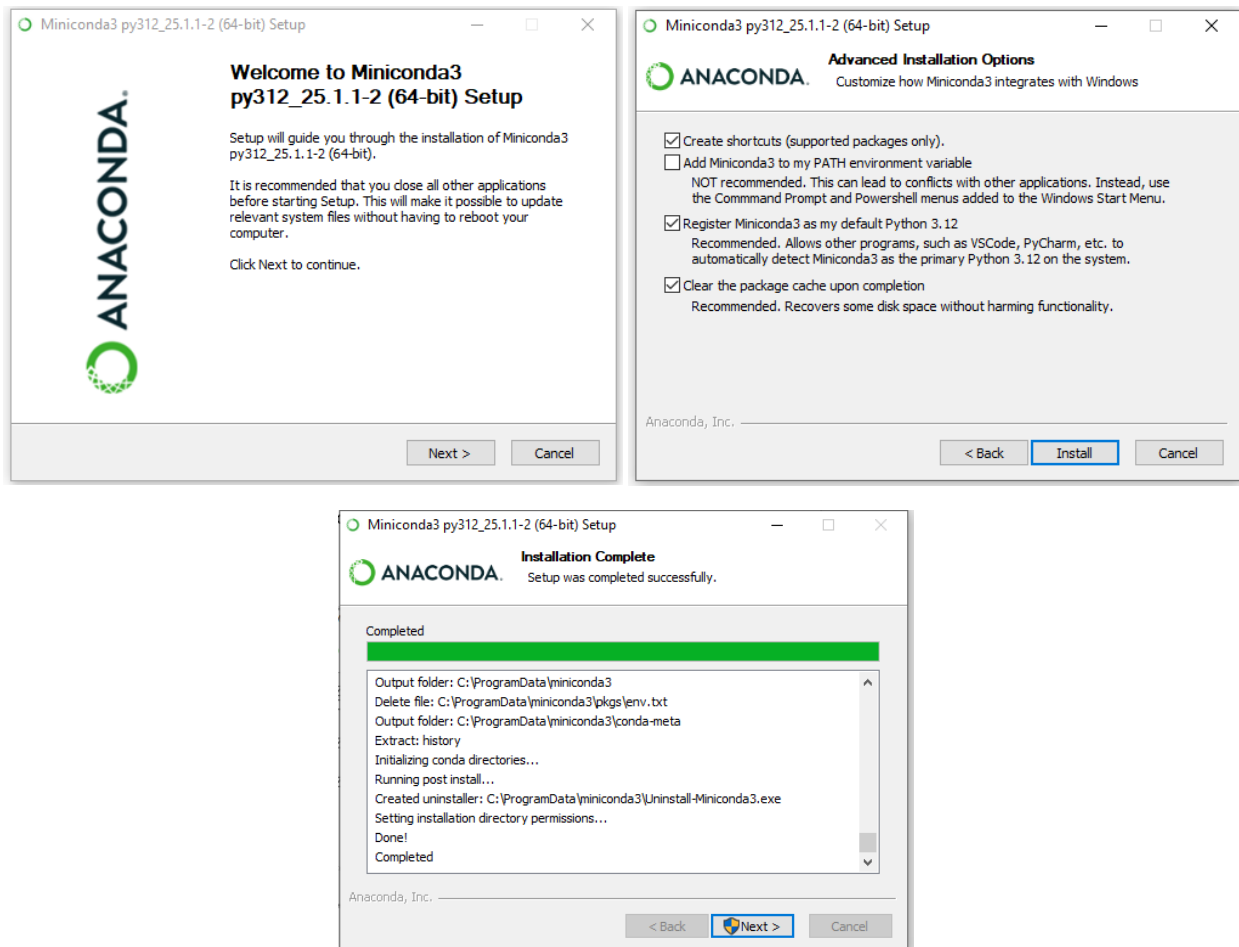 Miniconda3 py312_25.1.1-2 (64-bit) Setup
ANACONDA.
Welcome to Miniconda3
py312_25.1.1-2 (64-bit) Setup
Setup will guide you through the installation of Miniconda3
py312_25.1.1-2 (64-bit).
It is recommended that you close all other applications
before starting Setup. This will make it possible to update
relevant system files without having to reboot your
computer.
Click Next to continue.
Next >
Cancel
Miniconda3 py312_25.1.1-2 (64-bit) Setup
ANACONDA.
Advanced Installation Options
Customize how Miniconda3 integrates with Windows
Create shortcuts (supported packages only).
Add Miniconda3 to my PATH environment variable
NOT recommended. This can lead to conflicts with other applications. Instead, use
the Commmand Prompt and Powershell menus added to the Windows Start Menu.
Register Miniconda3 as my default Python 3.12
Recommended. Allows other programs, such as VSCode, PyCharm, etc. to
automatically detect Miniconda3 as the primary Python 3.12 on the system.
Clear the package cache upon completion
Recommended. Recovers some disk space without harming functionality.
Anaconda, Inc.
< Back
Install
Cancel
Miniconda3 py312_25.1.1-2 (64-bit) Setup
ANACONDA.
Installation Complete
Setup was completed successfully.
Completed
Output folder: C:\ProgramData\miniconda3
Delete file: C:\ProgramData\miniconda3\pkgs\env.txt
Output folder: C:\ProgramData\miniconda3\conda-meta
Extract: history
Initializing conda directories...
Running post install...
Created uninstaller: C:\ProgramData\miniconda3\Uninstall-Miniconda3.exe
Setting installation directory permissions...
Done!
Completed
Anaconda, Inc.
< Back
Next >
Cancel